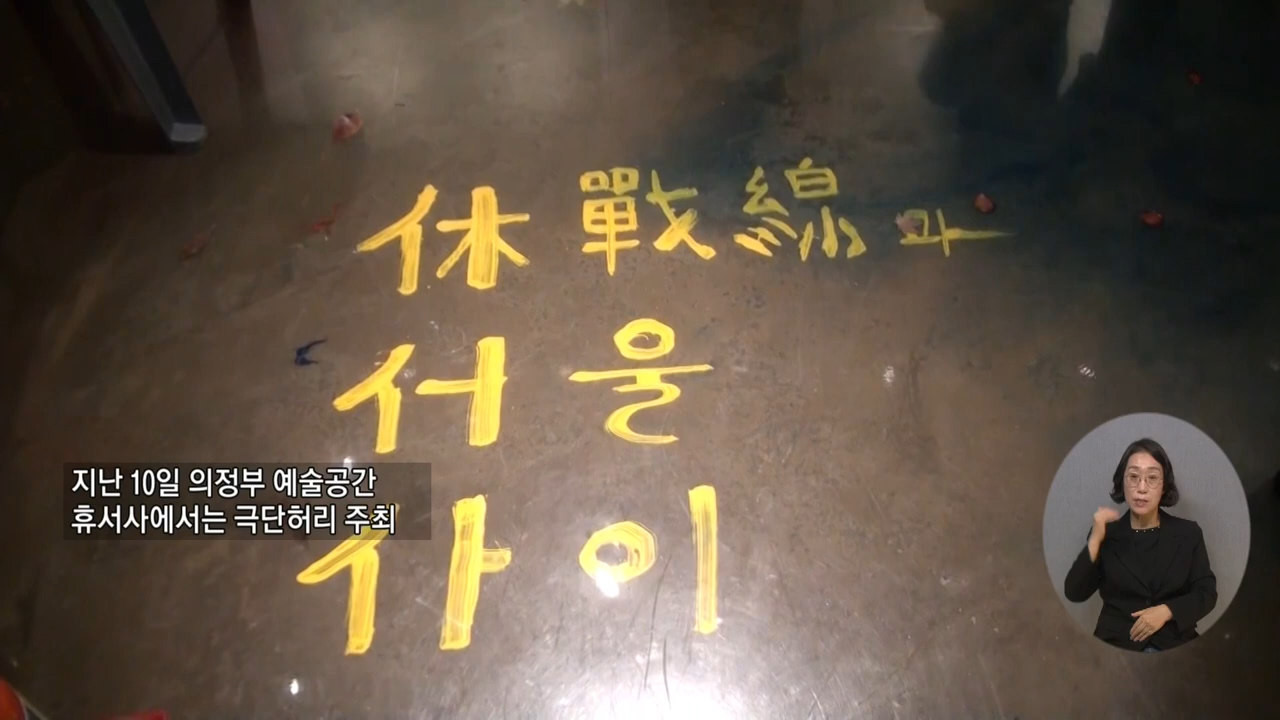 休戰線과
서울
사이
지난 10일 의정부 예술공간
휴서사에서는 극단허리 주최